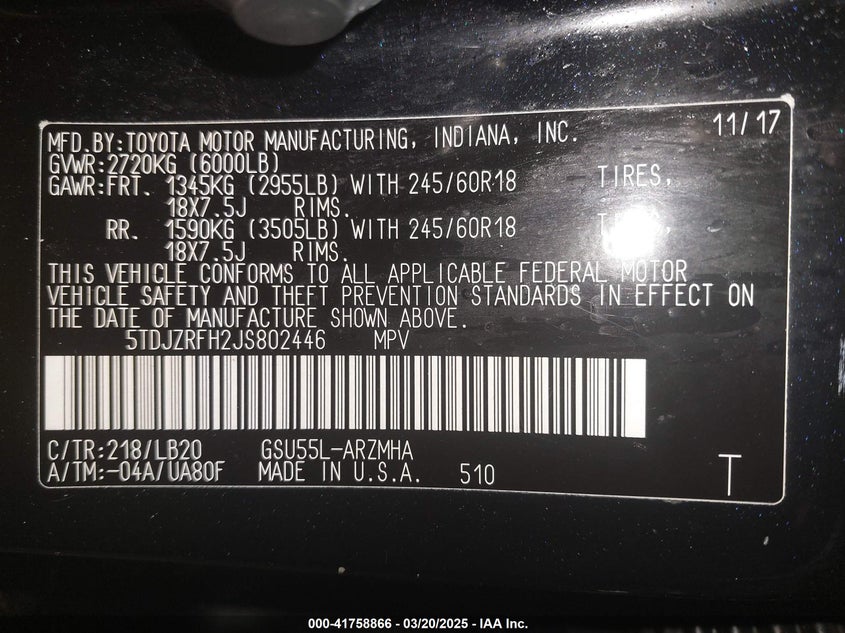 MFD.BY:TOYOTA MOTOR MANUFACTURING, INDIANA, INC. 11/17
GVWR:2720KG (6000LB)
GAWR:FRT. 1345KG (2955LB) WITH 245/60R18 TIRES,
18X7.5J RIMS.
RR. 1590KG (3505LB) WITH 245/60R18
18X7.5J RIMS.
THIS VEHICLE CONFORMS TO ALL APPLICABLE FEDERAL MOTOR
VEHICLE SAFETY AND THEFT PREVENTION STANDARDS IN EFFECT ON
THE DATE OF MANUFACTURE SHOWN ABOVE.
5TDJZRFH2JS802446 MPV
C/TR:218/LB20 GSU55L-ARZMHA
A/TM:-04A/UA80F MADE IN U.S.A. 510 T
000-41758866 - 03/20/2025 - IAA Inc.